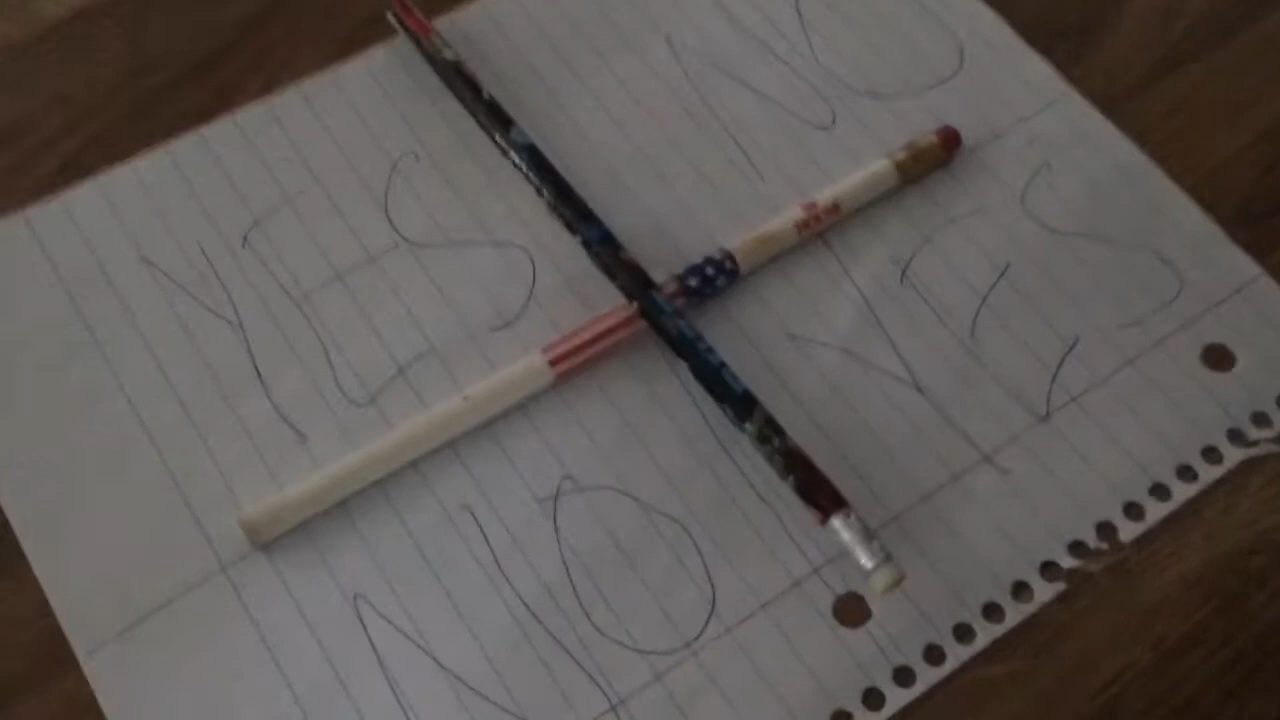 YES NO
NO YES